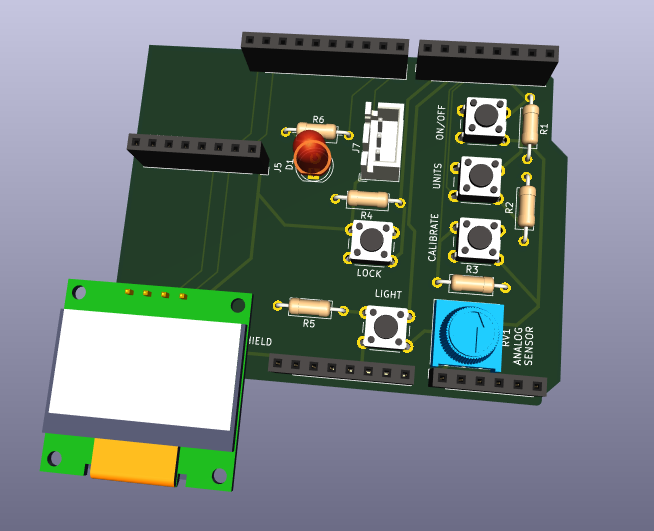 R6
ON/OFF
R1
J7
J5
D1
UNITS
R4
R2
LOCK
CALIBRATE
R3
LIGHT
R5
HIELD
RV1
ANALOG
SENSOR